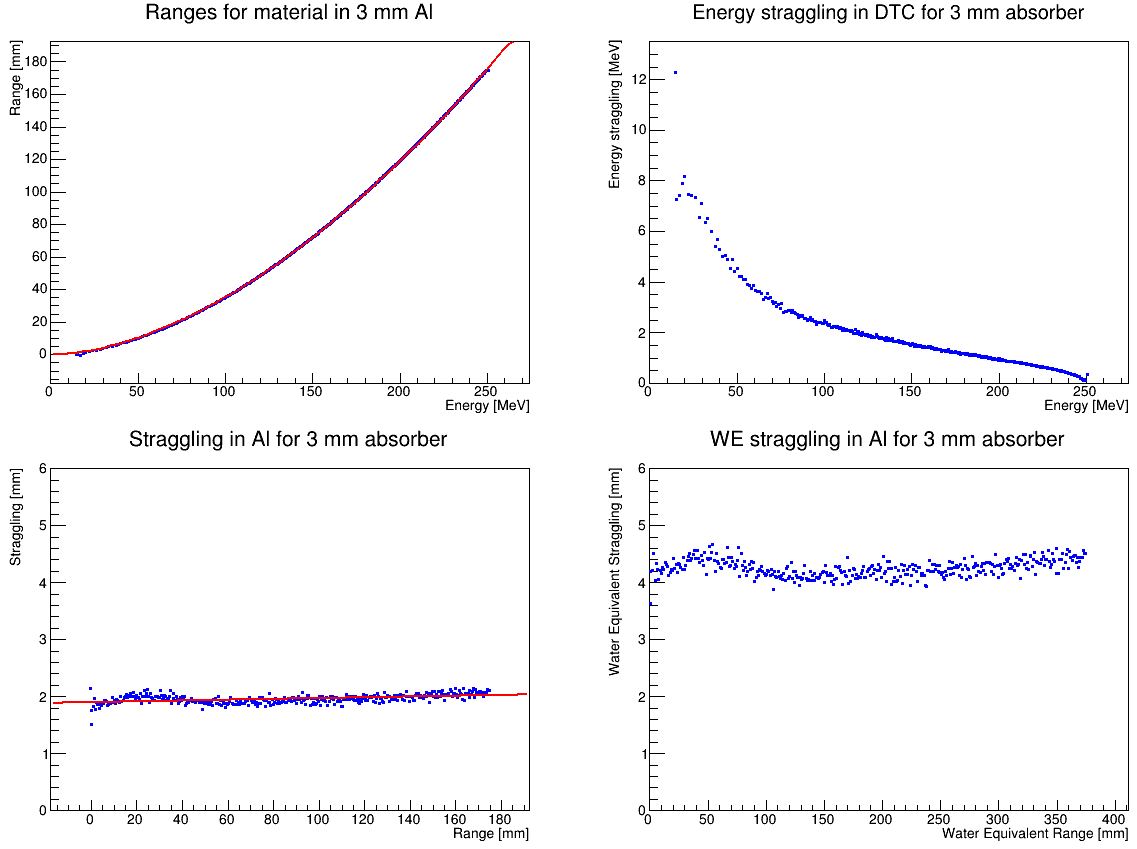 Ranges for material in 3 mm Al
Range [mm]
180
160
140
120
100
80
60
40
20
0
0 50 100 150 200 250
Energy [MeV]
Energy straggling in DTC for 3 mm absorber
Energy straggling [MeV]
12
10
8
6
4
2
0
0 50 100 150 200 250
Energy [MeV]
Straggling in Al for 3 mm absorber
Straggling [mm]
6
5
4
3
2
1
0
0 20 40 60 80 100 120 140 160 180
Range [mm]
WE straggling in Al for 3 mm absorber
Water Equivalent Straggling [mm]
6
5
4
3
2
1
0
0 50 100 150 200 250 300 350 400
Water Equivalent Range [mm]